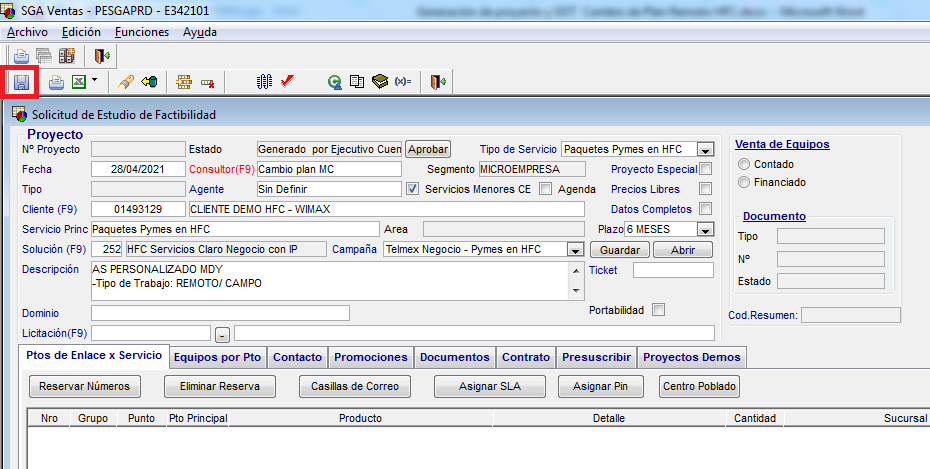 Generación de proyecto y SOT Cambio de Plan Remoto HFC.docx - Microsoft Word
SGA Ventas - PESGAPRD - E342101
Archivo Edición Funciones Ayuda
(x)=
Solicitud de Estudio de Factibilidad
Proyecto
Nº Proyecto Estado Generado por Ejecutivo Cuen Aprobar Tipo de Servicio Paquetes Pymes en HFC
Venta de Equipos
Fecha 28/04/2021 Consultor(F9) Cambio plan MC Segmento MICROEMPRESA Proyecto Especial
Contado
Tipo Agente Sin Definir Servicios Menores CE Agenda Precios Libres
Financiado
Cliente (F9) 01493129 CLIENTE DEMO HFC - WIMAX Datos Completos
Documento
Servicio Princ Paquetes Pymes en HFC Area Plazo 6 MESES
Tipo
Solución (F9) 252 HFC Servicios Claro Negocio con IP Campaña Telmex Negocio - Pymes en HFC Guardar Abrir
Nº
Descripción AS PERSONALIZADO MDY Ticket
-Tipo de Trabajo: REMOTO/ CAMPO
Estado
Dominio Portabilidad
Cod.Resumen:
Licitación(F9) -
Ptos de Enlace x Servicio Equipos por Pto Contacto Promociones Documentos Contrato Presuscribir Proyectos Demos
Reservar Números Eliminar Reserva Casillas de Correo Asignar SLA Asignar Pin Centro Poblado
Nro Grupo Punto Pto Principal Producto Detalle Cantidad Sucursal